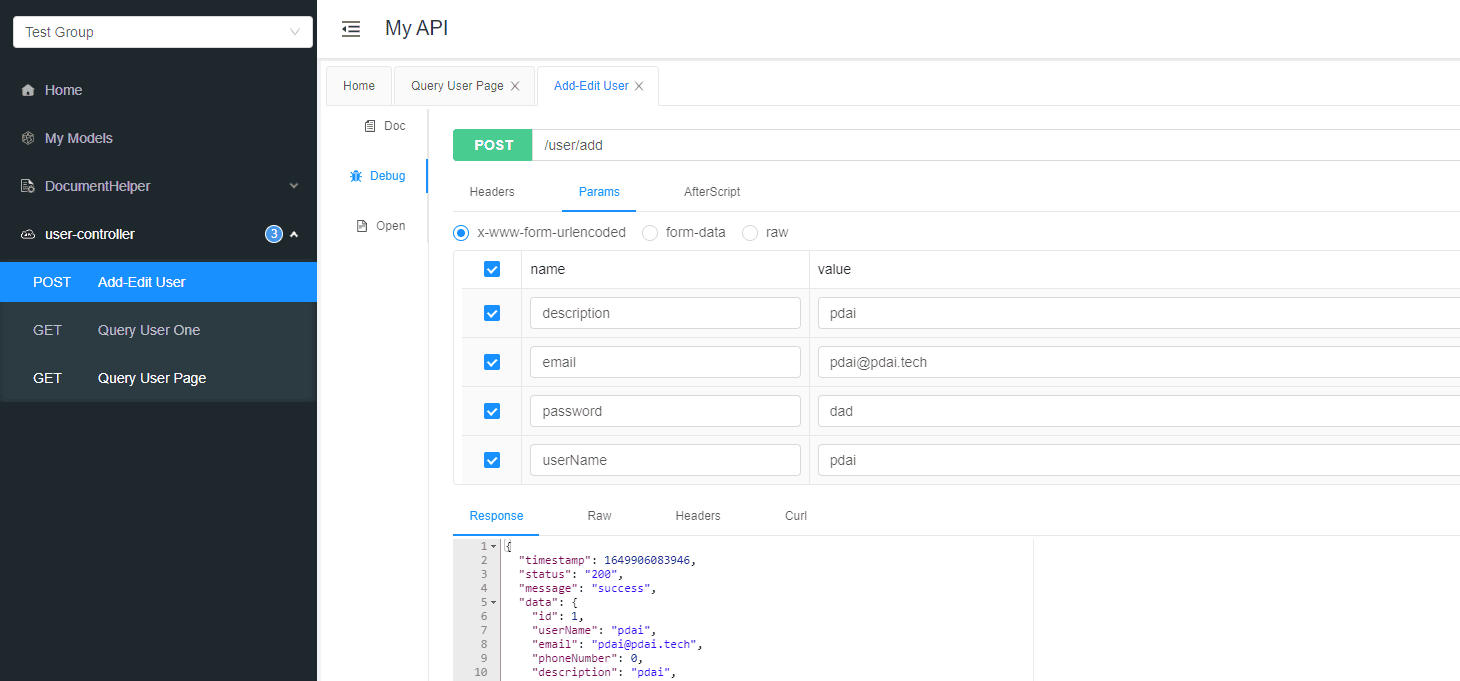 Test Group
My API
Home
My Models
DocumentHelper
user-controller
3
POST Add-Edit User
GET Query User One
GET Query User Page
Home
Query User Page
Add-Edit User
Doc
Debug
Open
POST /user/add
Headers Params AfterScript
x-www-form-urlencoded form-data raw
name value
description pdai
email pdai@pdai.tech
password dad
userName pdai
Response Raw Headers Curl
1 {
2 "timestamp": 1649906083946,
3 "status": "200",
4 "message": "success",
5 "data": {
6 "id": 1,
7 "userName": "pdai",
8 "email": "pdai@pdai.tech",
9 "phoneNumber": 0,
10 "description": "pdai",